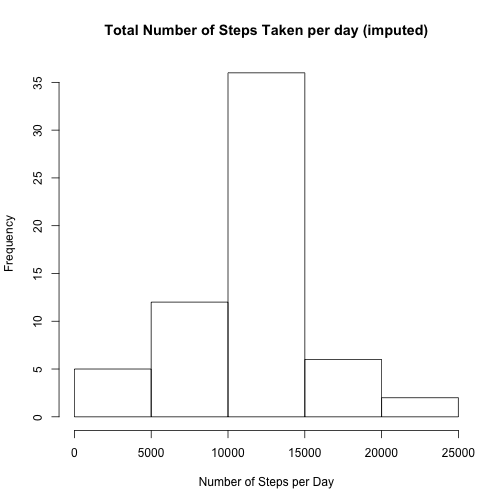 Total Number of Steps Taken per day (imputed)
35
30
25
20
15
10
5
0
Frequency
0 5000 10000 15000 20000 25000
Number of Steps per Day